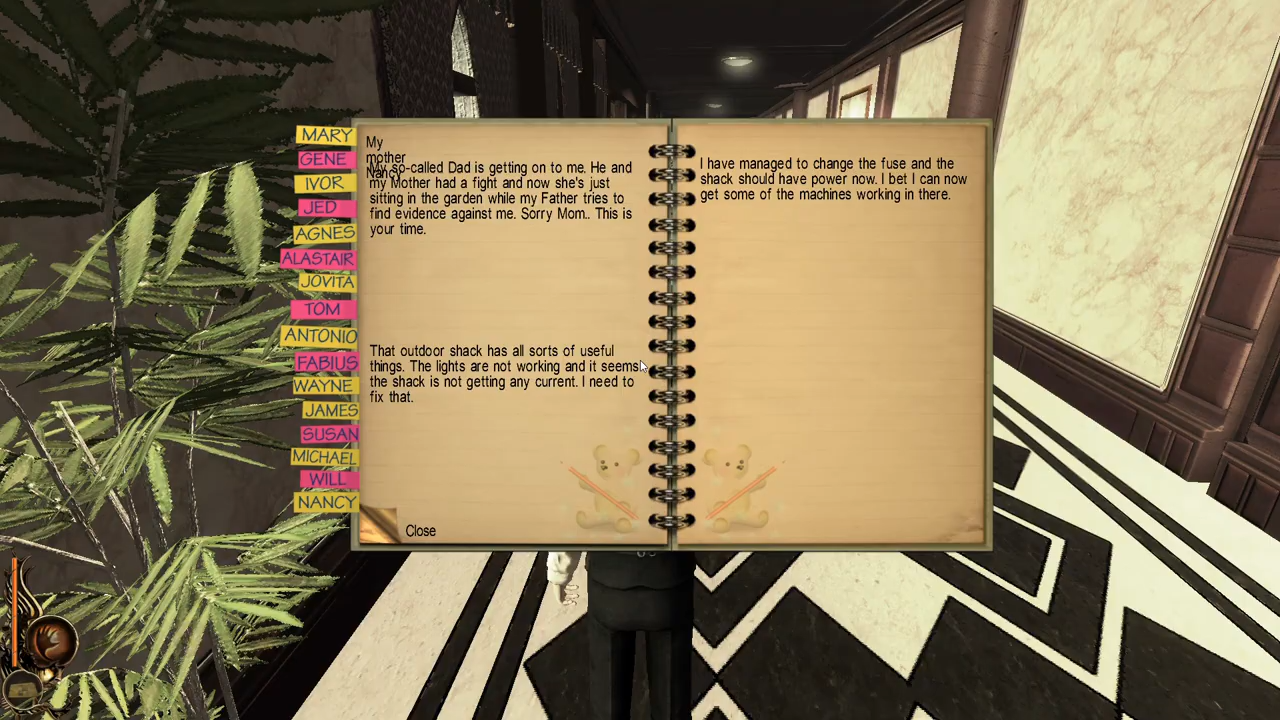 MARY
GENE
IVOR
JED
AGNES
ALASTAIR
JOVITA
TOM
ANTONIO
FABIUS
WAYNE
JAMES
SUSAN
MICHAEL
WILL
NANCY
My
mother
Nancy
My so-called Dad is getting on to me. He and
my Mother had a fight and now she's just
sitting in the garden while my Father tries to
find evidence against me. Sorry Mom.. This is
your time.
That outdoor shack has all sorts of useful
things. The lights are not working and it seems
the shack is not getting any current. I need to
fix that.
Close
I have managed to change the fuse and the
shack should have power now. I bet I can now
get some of the machines working in there.